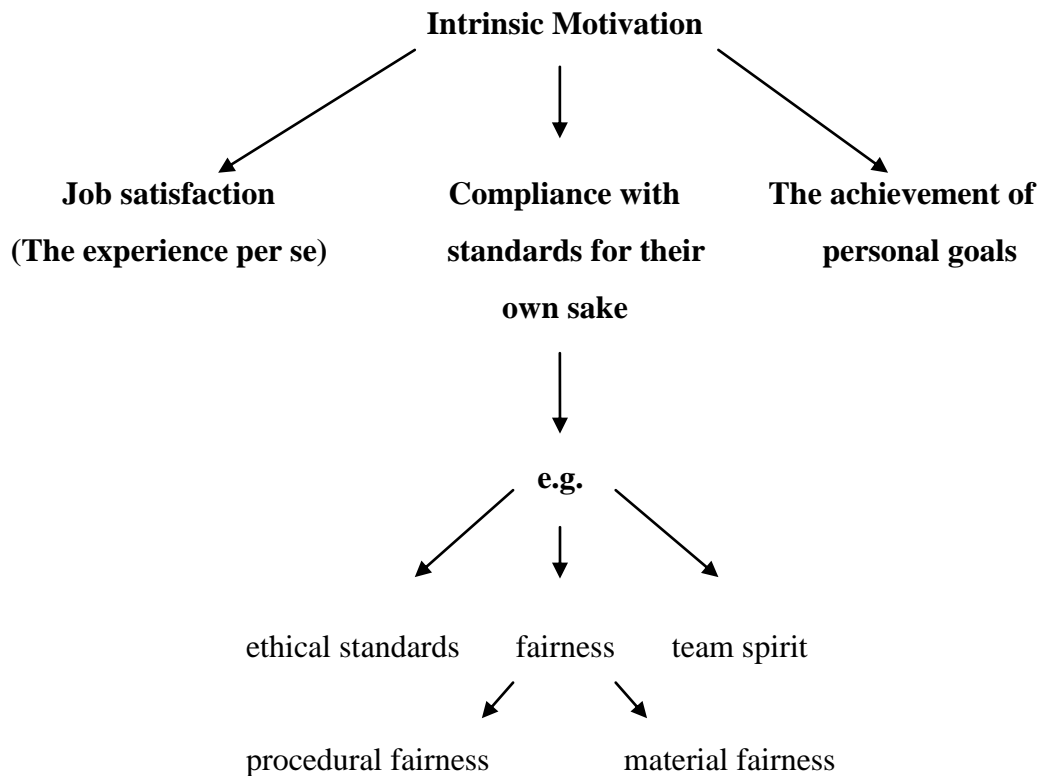 Intrinsic Motivation
Job satisfaction
(The experience per se)
Compliance with
standards for their
own sake
The achievement of
personal goals
e.g.
ethical standards
fairness
team spirit
procedural fairness
material fairness